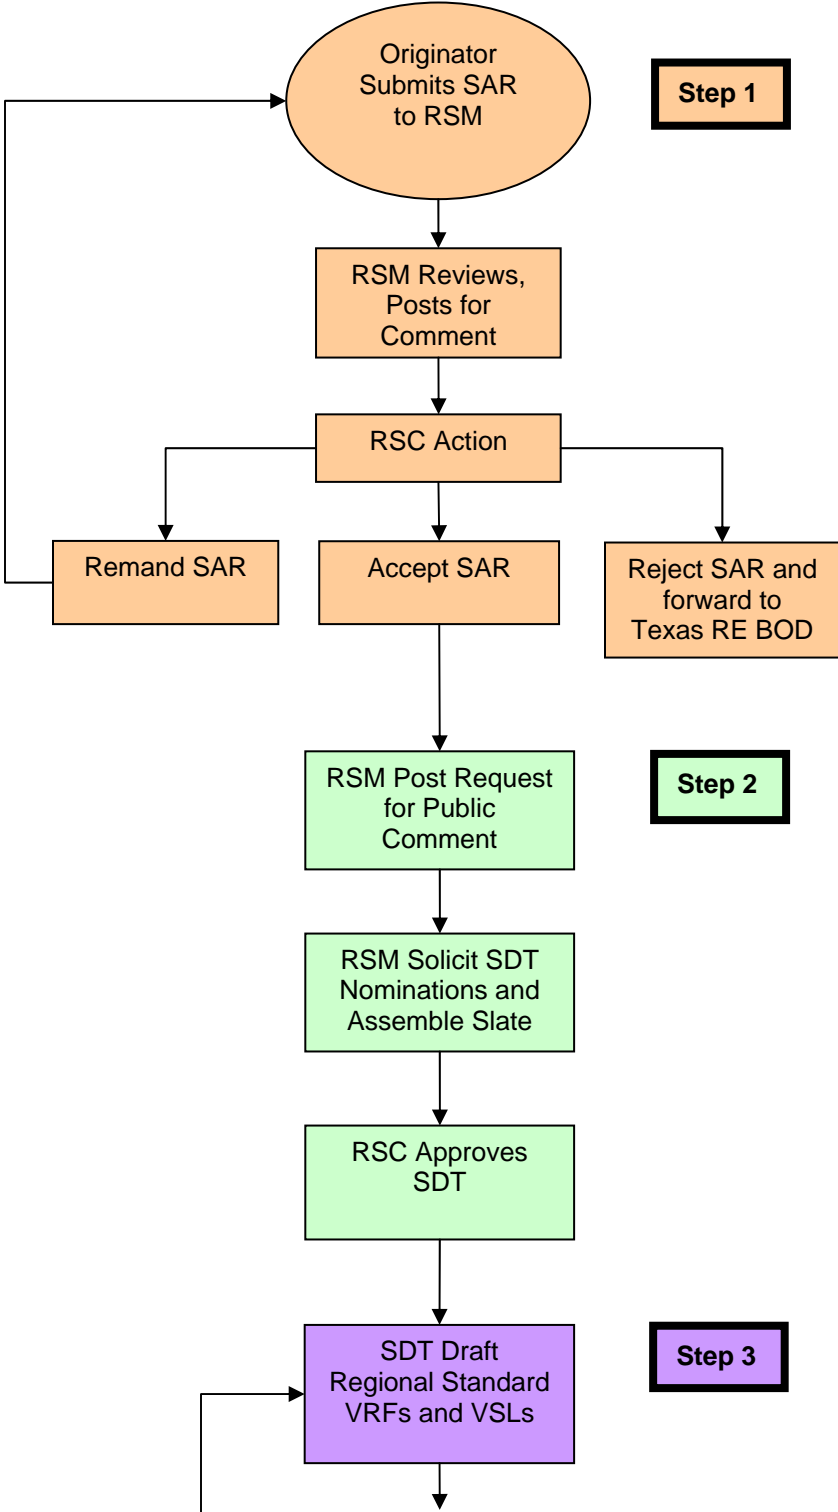 Originator
Submits SAR
to RSM
Step 1
RSM Reviews,
Posts for
Comment
RSC Action
Remand SAR
Accept SAR
Reject SAR and
forward to
Texas RE BOD
RSM Post Request
for Public
Comment
Step 2
RSM Solicit SDT
Nominations and
Assemble Slate
RSC Approves
SDT
SDT Draft
Regional Standard
VRFs and VSLs
Step 3